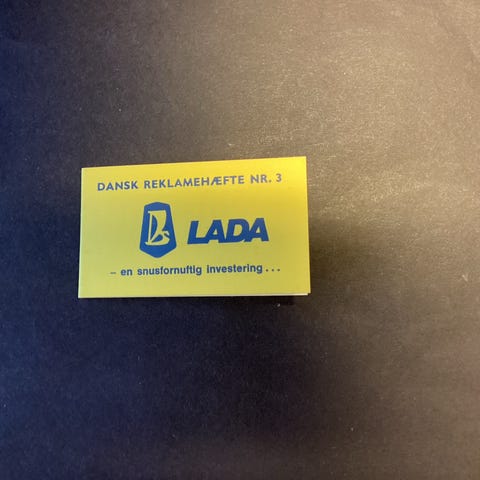 DANSK REKLAMEHÆFTE NR. 3
LADA
– en snusfornuftig investering...